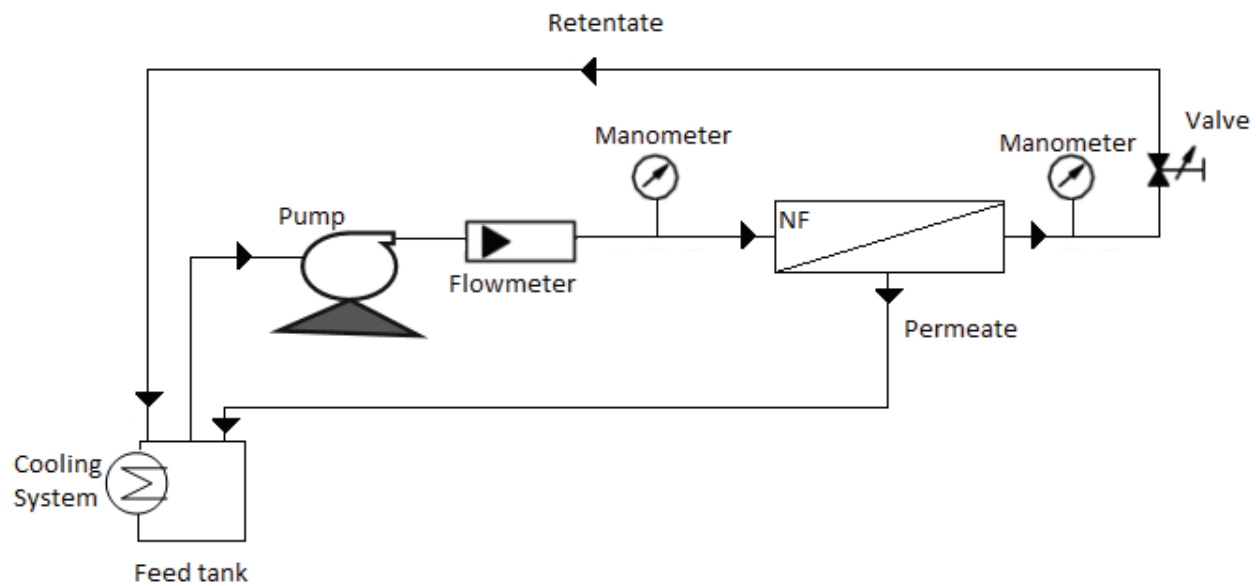 Retentate
Manometer
Valve
Manometer
Pump
NF
Flowmeter
Permeate
Cooling
System
Feed tank